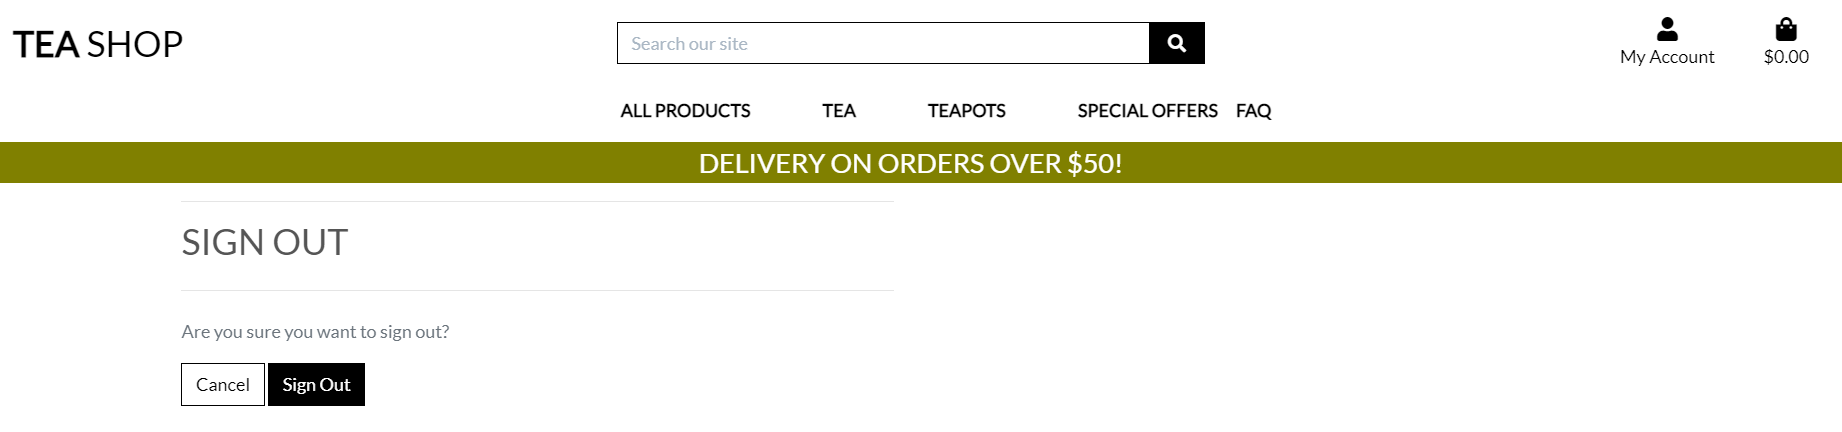 TEA SHOP
Search our site
My Account
$0.00
ALL PRODUCTS TEA TEAPOTS SPECIAL OFFERS FAQ
DELIVERY ON ORDERS OVER $50!
SIGN OUT
Are you sure you want to sign out?
Cancel Sign Out